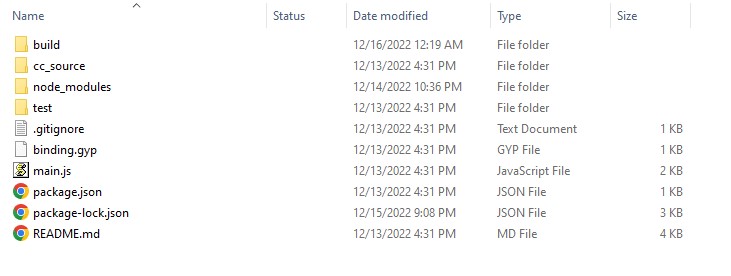 Name Status Date modified Type Size
build 12/16/2022 12:19 AM File folder
cc_source 12/13/2022 4:31 PM File folder
node_modules 12/14/2022 10:36 PM File folder
test 12/13/2022 4:31 PM File folder
.gitignore 12/13/2022 4:31 PM Text Document 1 KB
binding.gyp 12/13/2022 4:31 PM GYP File 1 KB
main.js 12/13/2022 4:31 PM JavaScript File 2 KB
package.json 12/13/2022 4:31 PM JSON File 1 KB
package-lock.json 12/15/2022 9:08 PM JSON File 3 KB
README.md 12/13/2022 4:31 PM MD File 4 KB